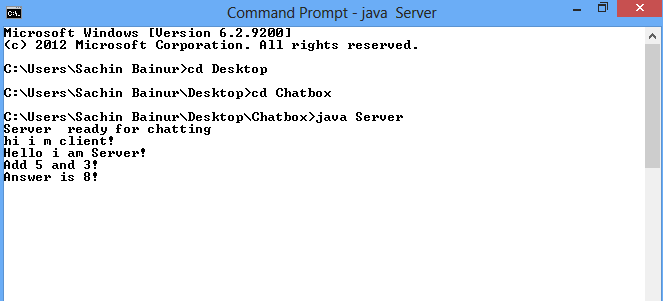 Command Prompt - java  Server
Microsoft Windows [Version 6.2.9200]
(c) 2012 Microsoft Corporation. All rights reserved.
C:\Users\Sachin Bainur>cd Desktop
C:\Users\Sachin Bainur\Desktop>cd Chatbox
C:\Users\Sachin Bainur\Desktop\Chatbox>java Server
Server  ready for chatting
hi i m client!
Hello i am Server!
Add 5 and 3!
Answer is 8!